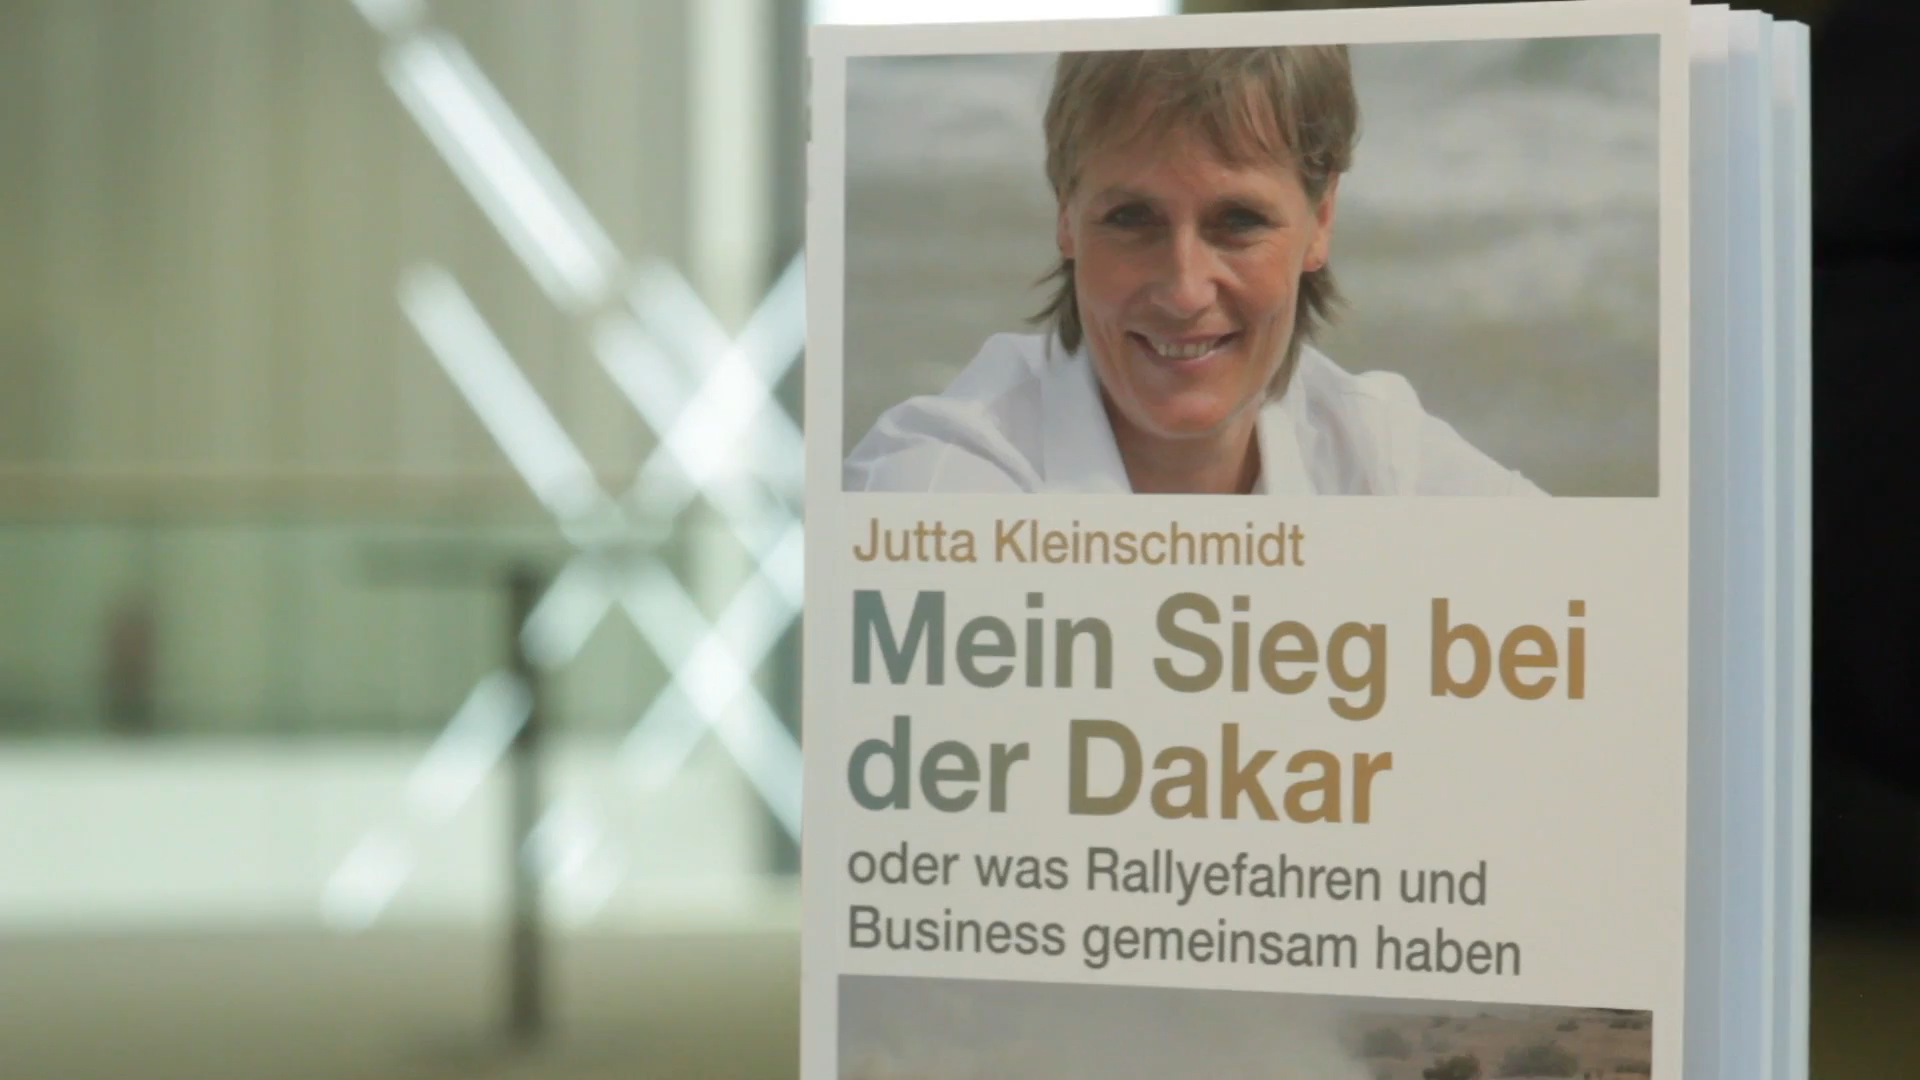 Jutta Kleinschmidt
Mein Sieg bei
der Dakar
oder was Rallyefahren und
Business gemeinsam haben